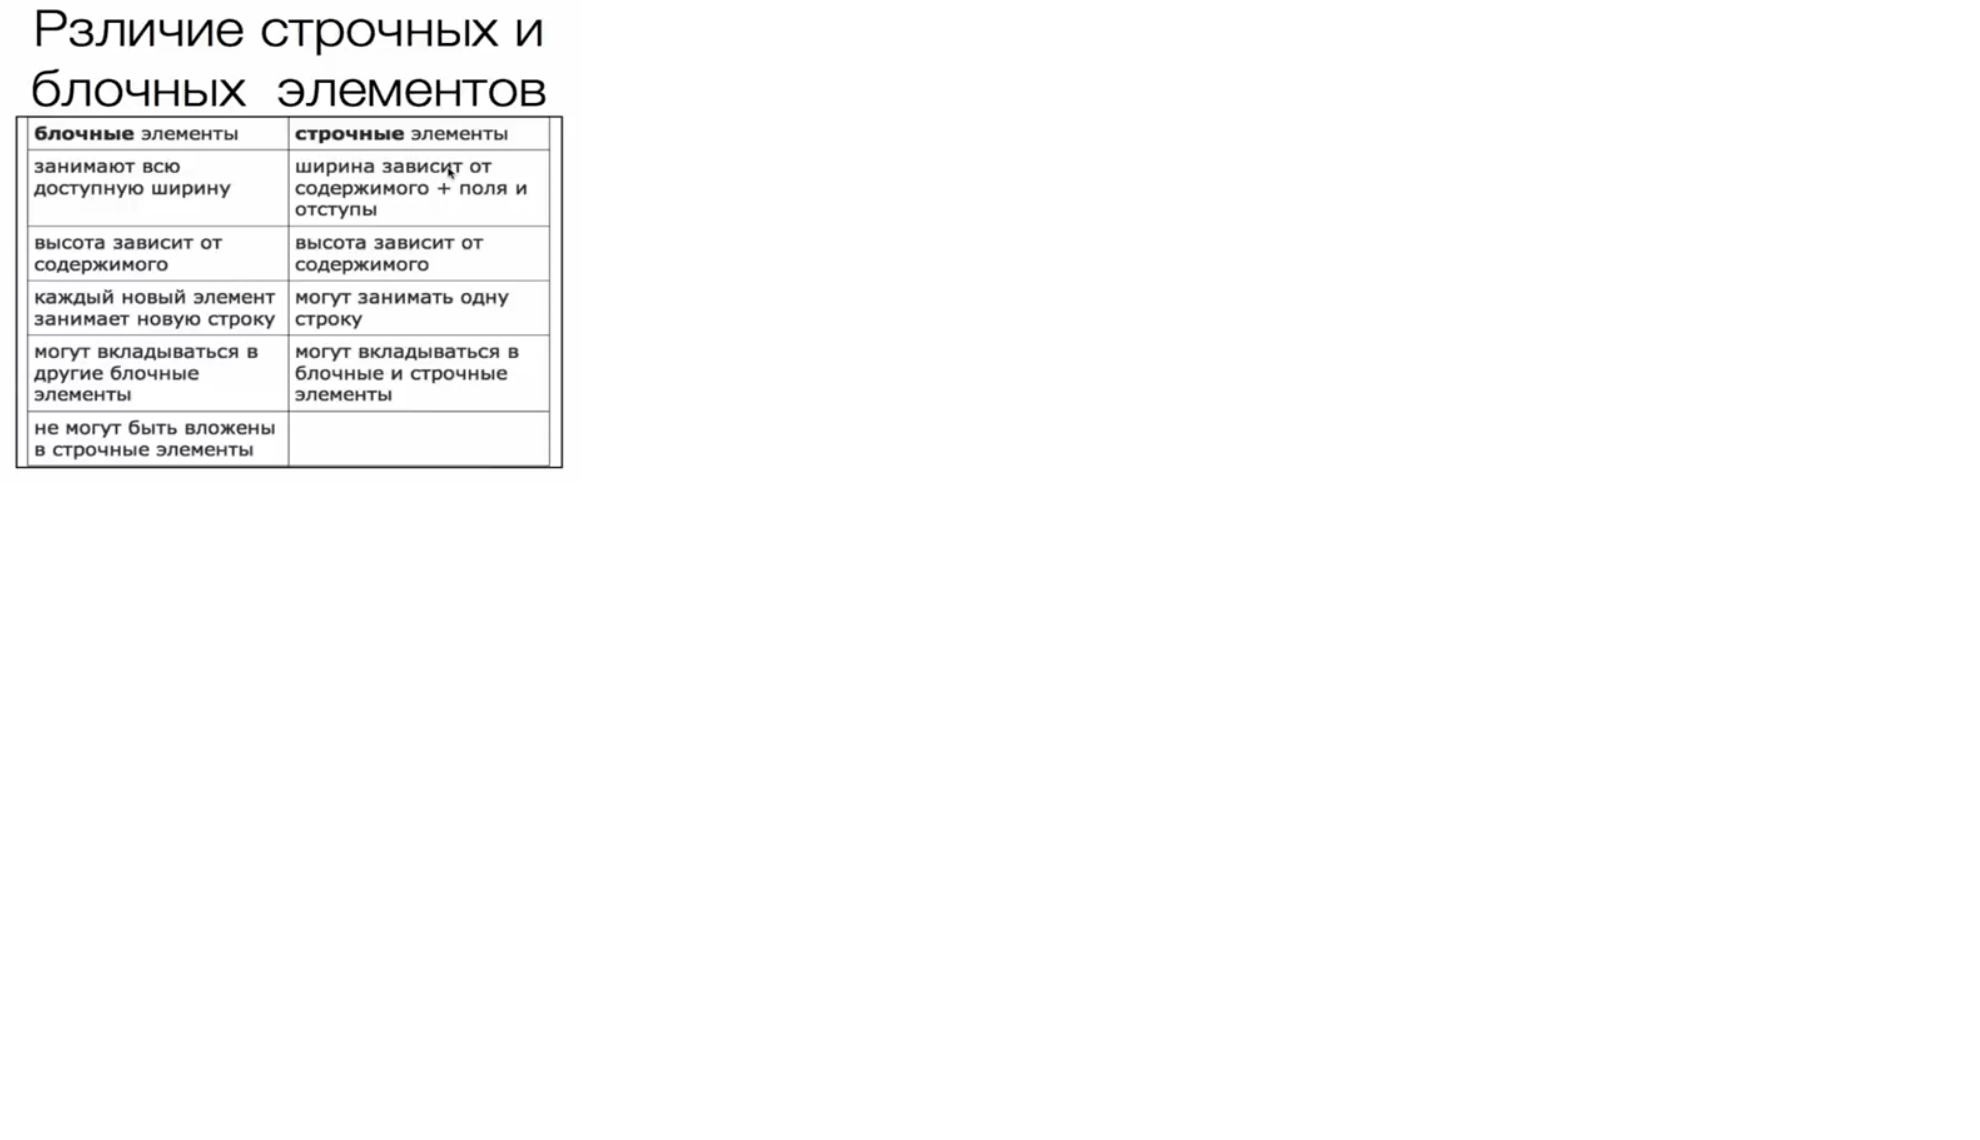 Рзличие строчных и
блочных элементов
блочные элементы
строчные элементы
занимают всю
доступную ширину
ширина зависит от
содержимого + поля и
отступы
высота зависит от
содержимого
высота зависит от
содержимого
каждый новый элемент
занимает новую строку
могут занимать одну
строку
могут вкладываться в
другие блочные
элементы
могут вкладываться в
блочные и строчные
элементы
не могут быть вложены
в строчные элементы